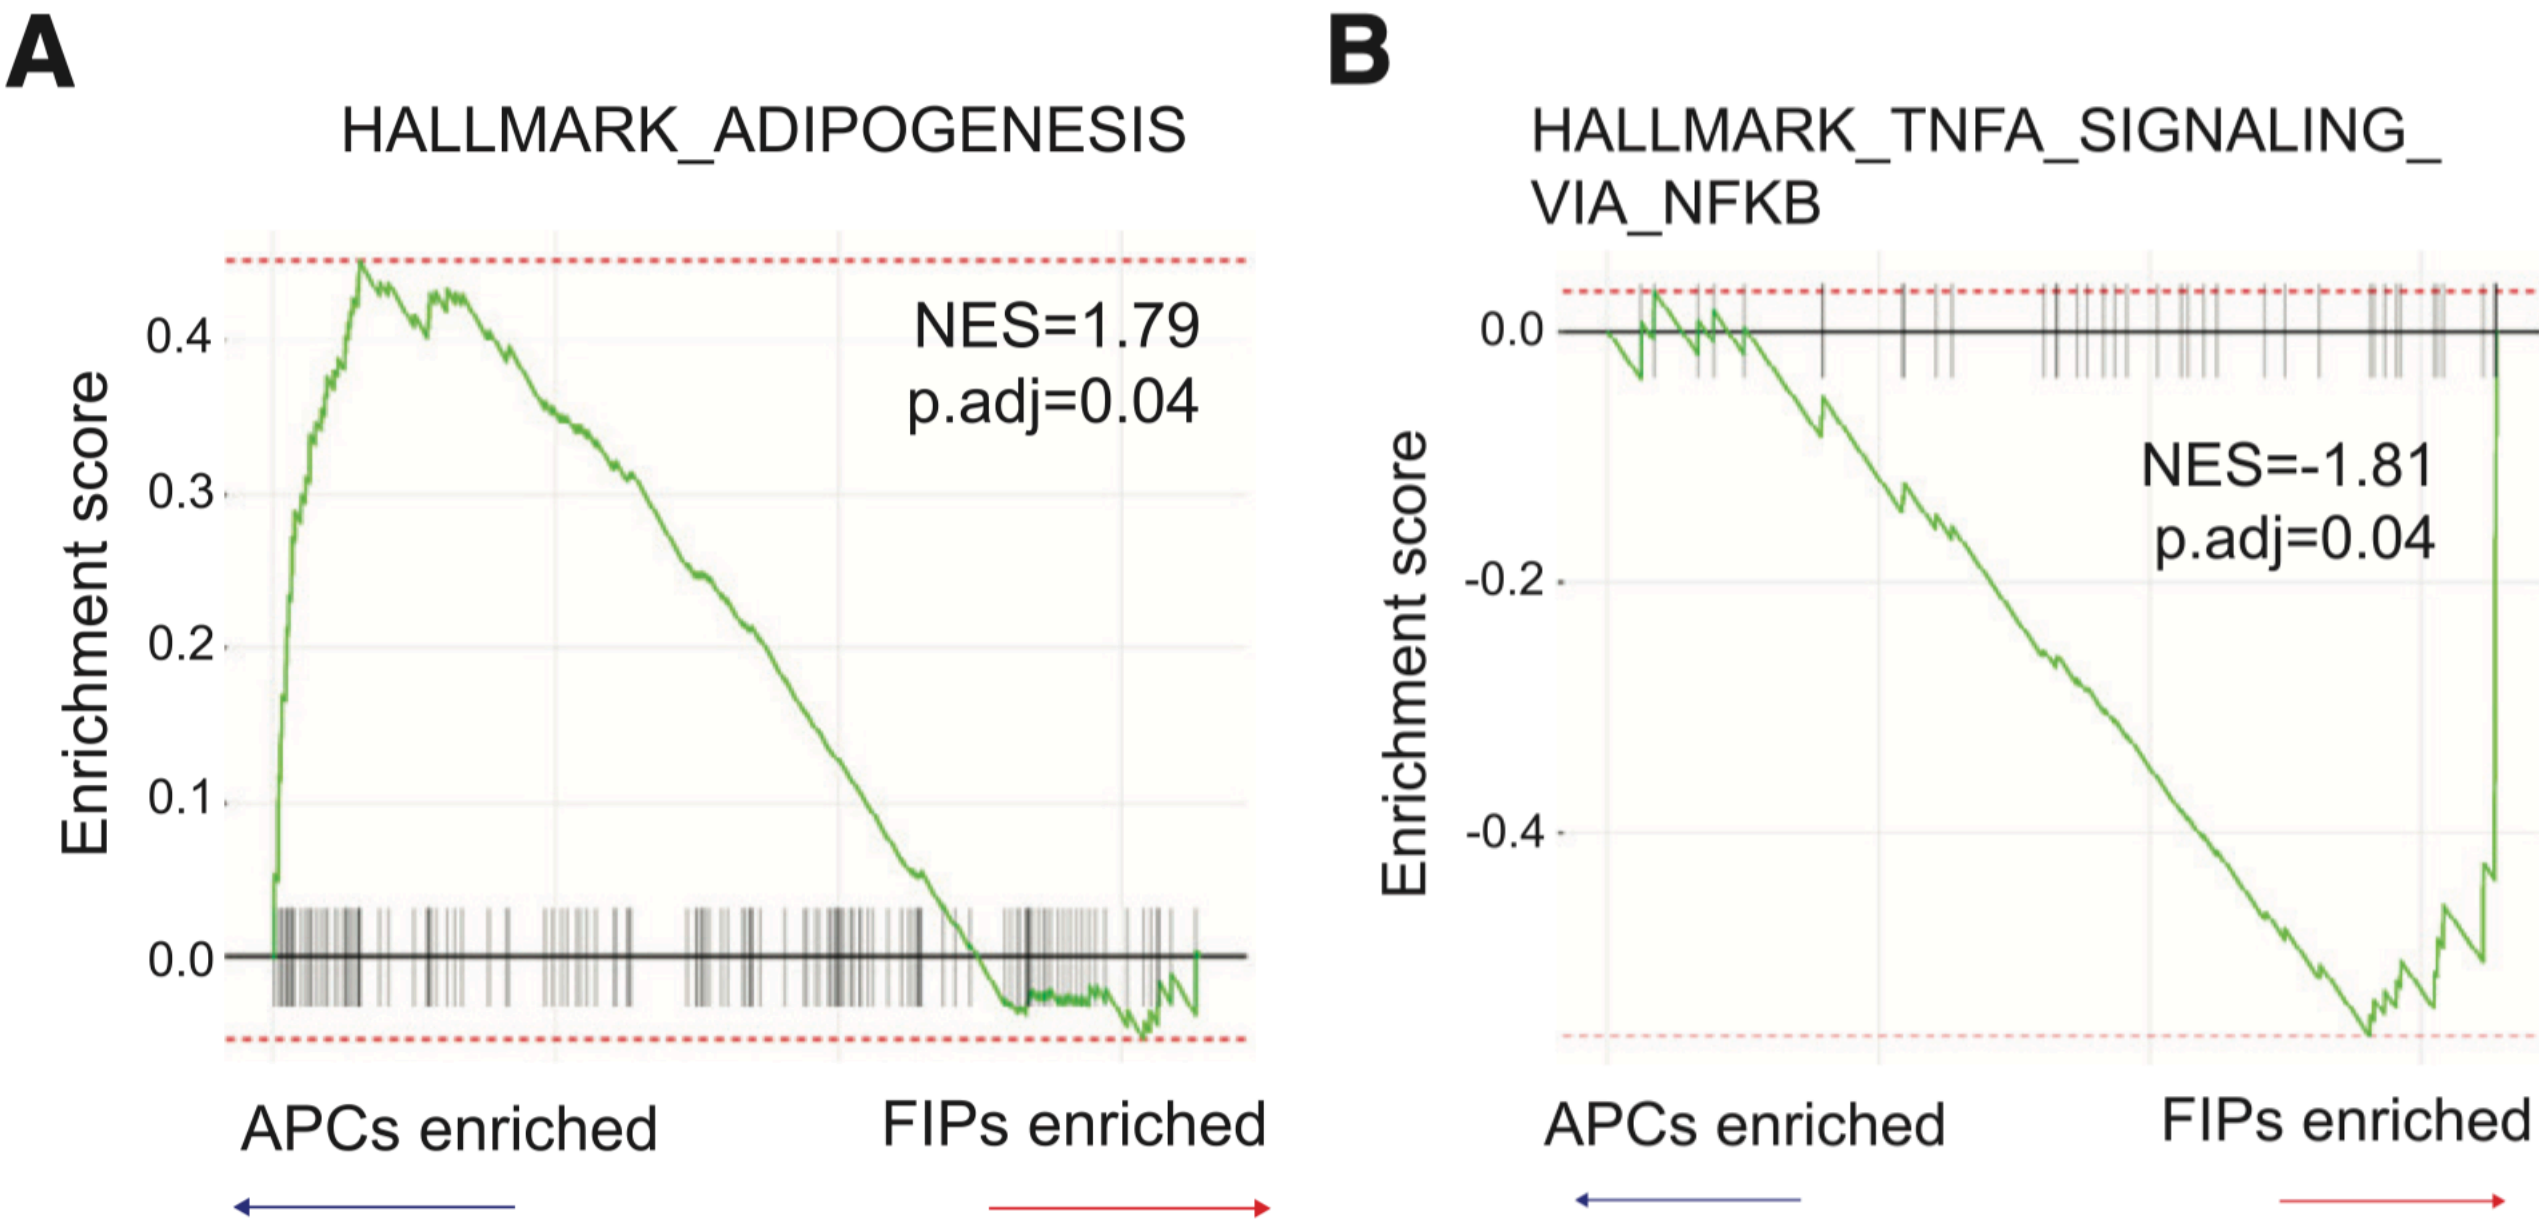 A
HALLMARK_ADIPOGENESIS
Enrichment score
0.4
0.3
0.2
0.1
0.0
NES=1.79
p.adj=0.04
APCs enriched
FIPs enriched
B
HALLMARK_TNFA_SIGNALING_
VIA_NFKB
Enrichment score
0.0
-0.2
-0.4
NES=-1.81
p.adj=0.04
APCs enriched
FIPs enriched